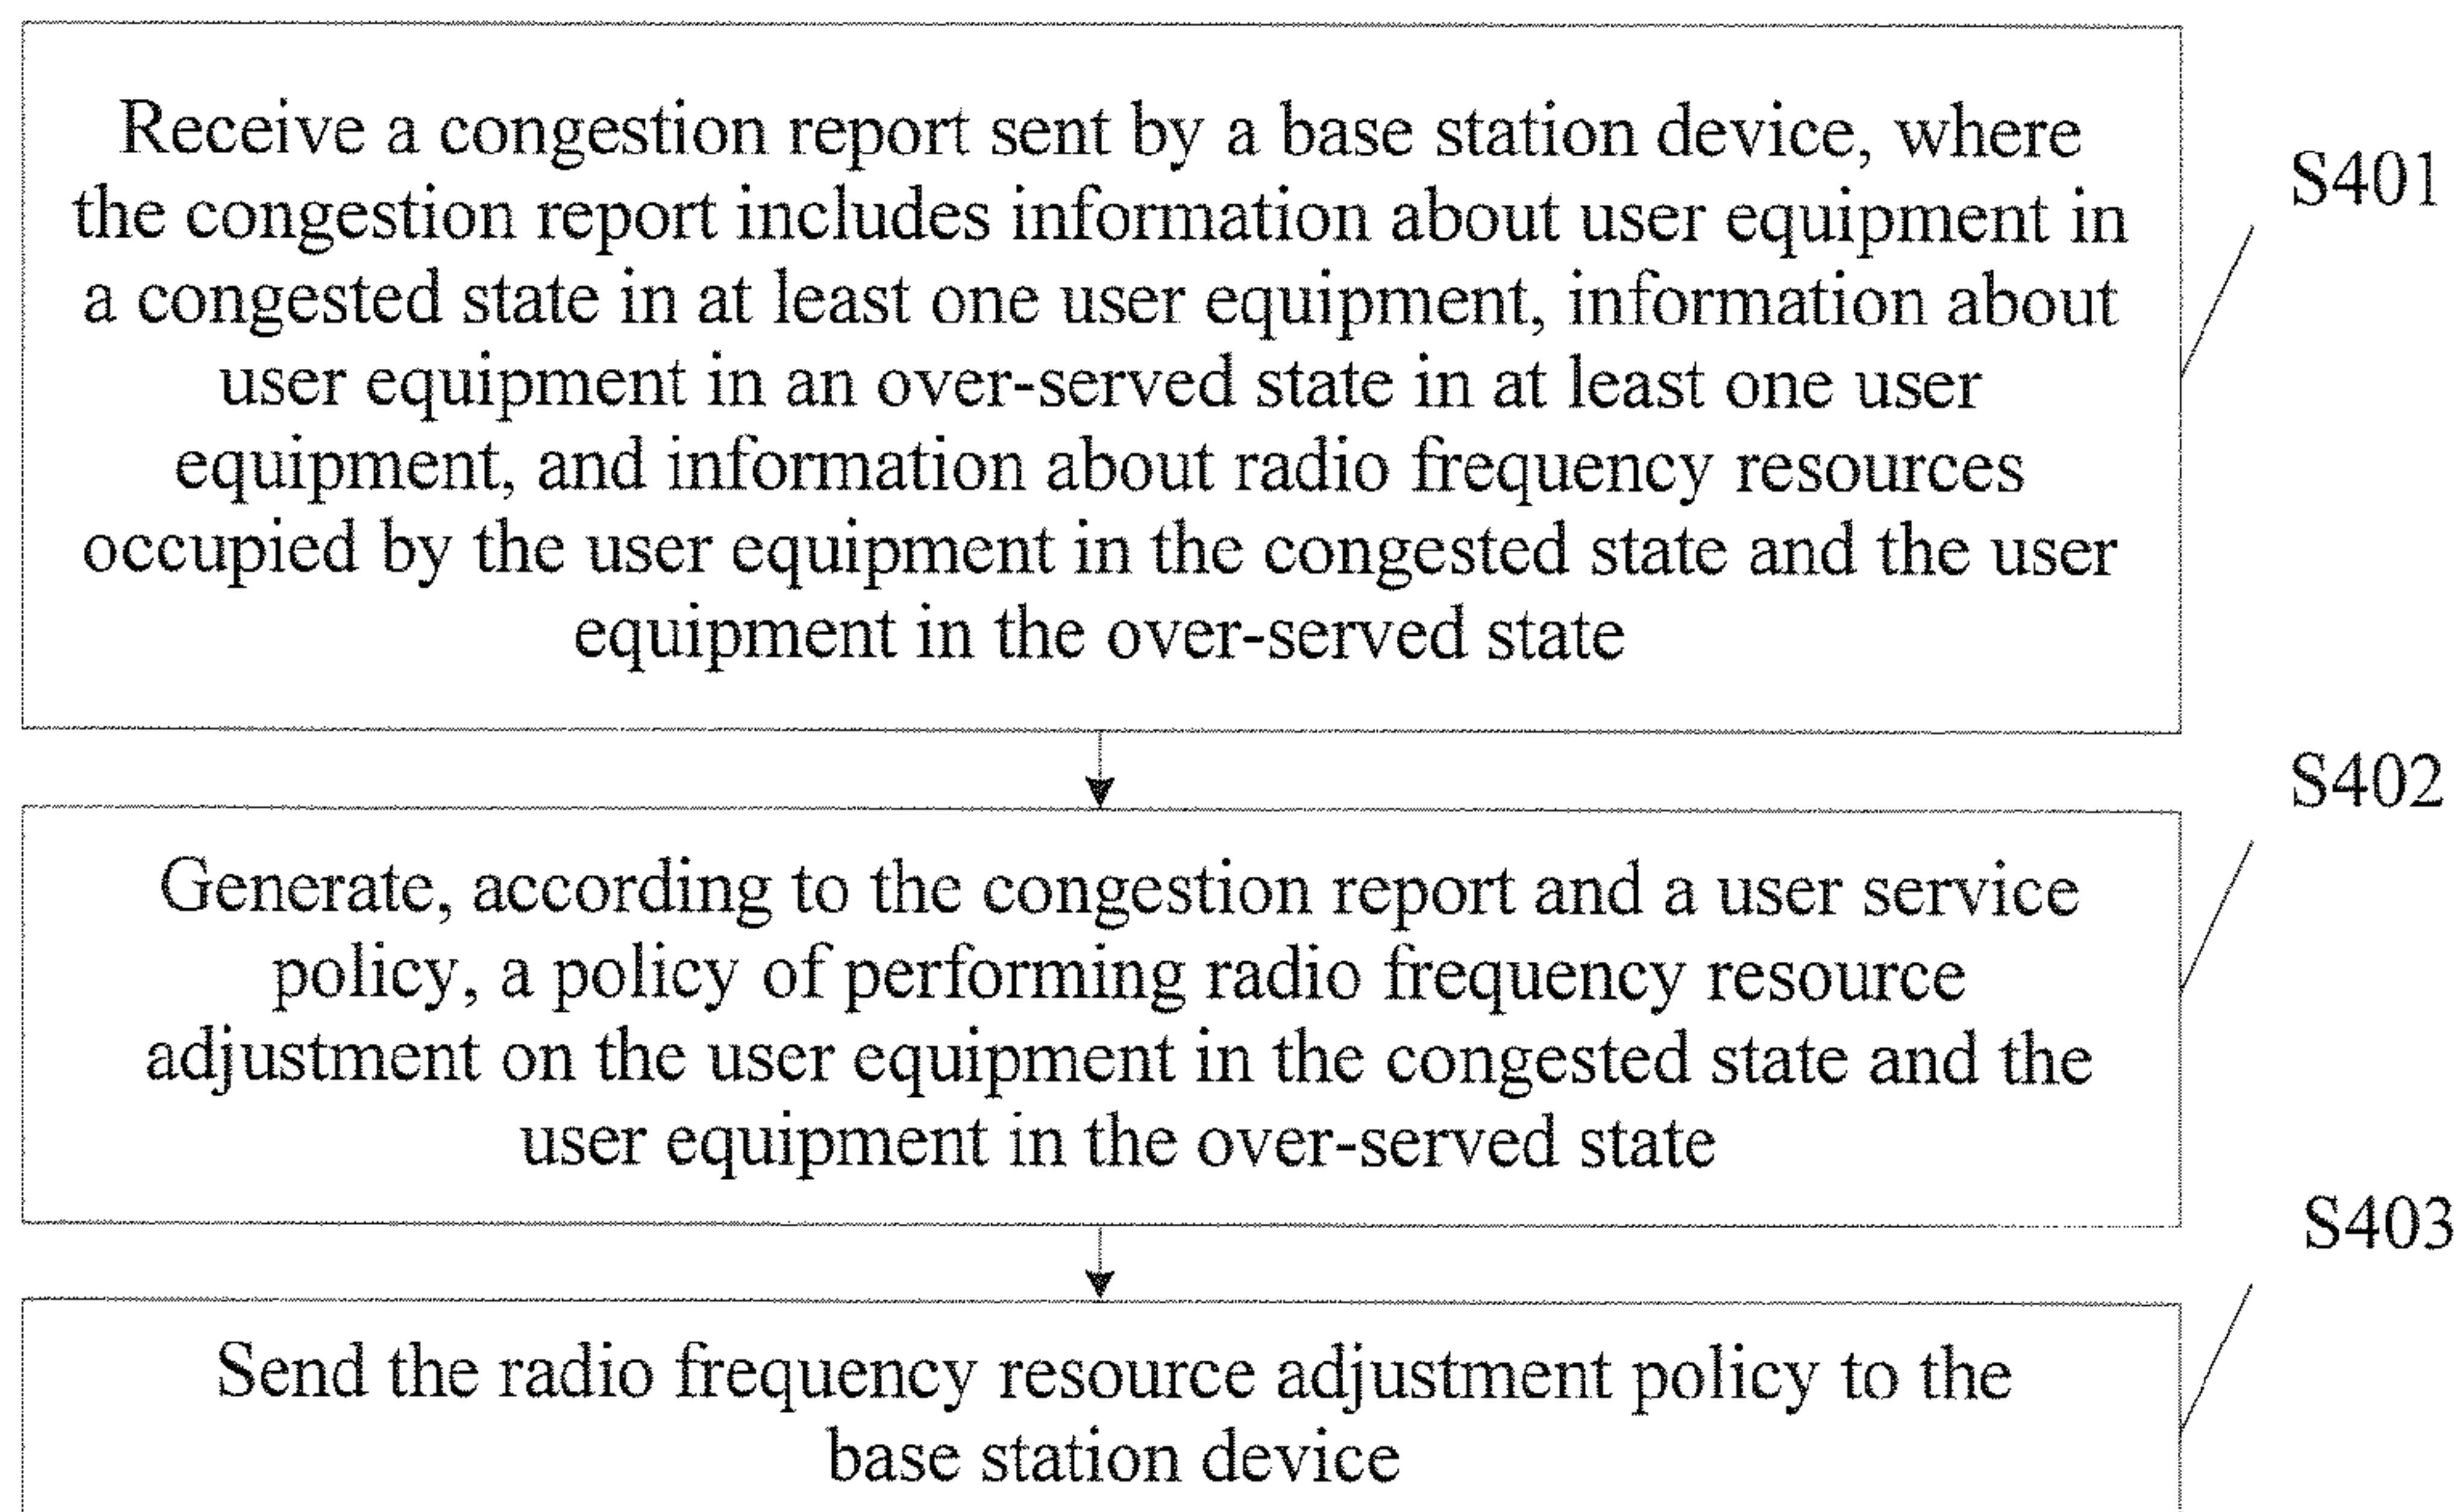 Receive a congestion report sent by a base station device, where
the congestion report includes information about user equipment in
a congested state in at least one user equipment, information about
user equipment in an over-served state in at least one user
equipment, and information about radio frequency resources
occupied by the user equipment in the congested state and the user
equipment in the over-served state
S401
Generate, according to the congestion report and a user service
policy, a policy of performing radio frequency resource
adjustment on the user equipment in the congested state and the
user equipment in the over-served state
S402
Send the radio frequency resource adjustment policy to the
base station device
S403